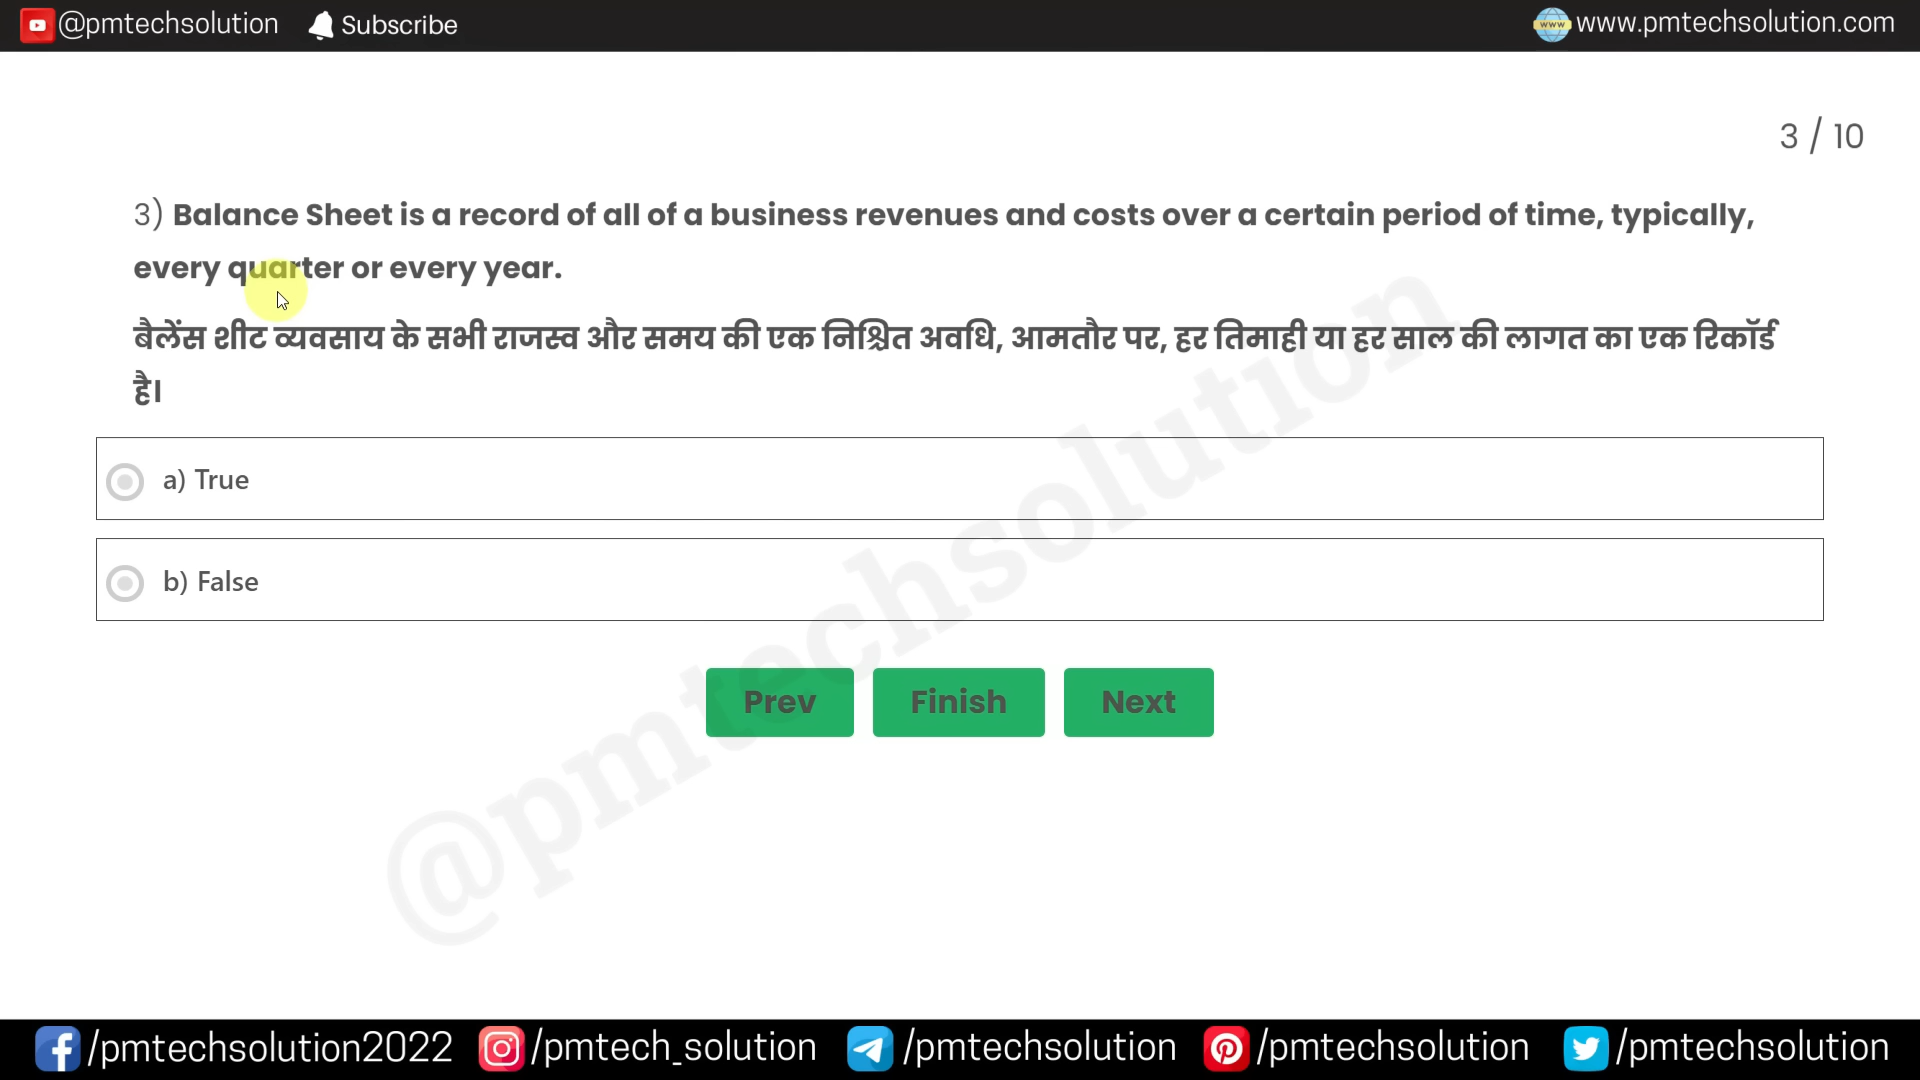 @pmtechsolution Subscribe www.pmtechsolution.com
3 / 10
3) Balance Sheet is a record of all of a business revenues and costs over a certain period of time, typically,
every quarter or every year.
बैलेंस शीट व्यवसाय के सभी राजस्व और समय की एक निश्चित अवधि, आमतौर पर, हर तिमाही या हर साल की लागत का एक रिकॉर्ड
है।
a) True
b) False
Prev Finish Next
@pmtechsolution
/pmtechsolution2022 /pmtech_solution /pmtechsolution /pmtechsolution /pmtechsolution